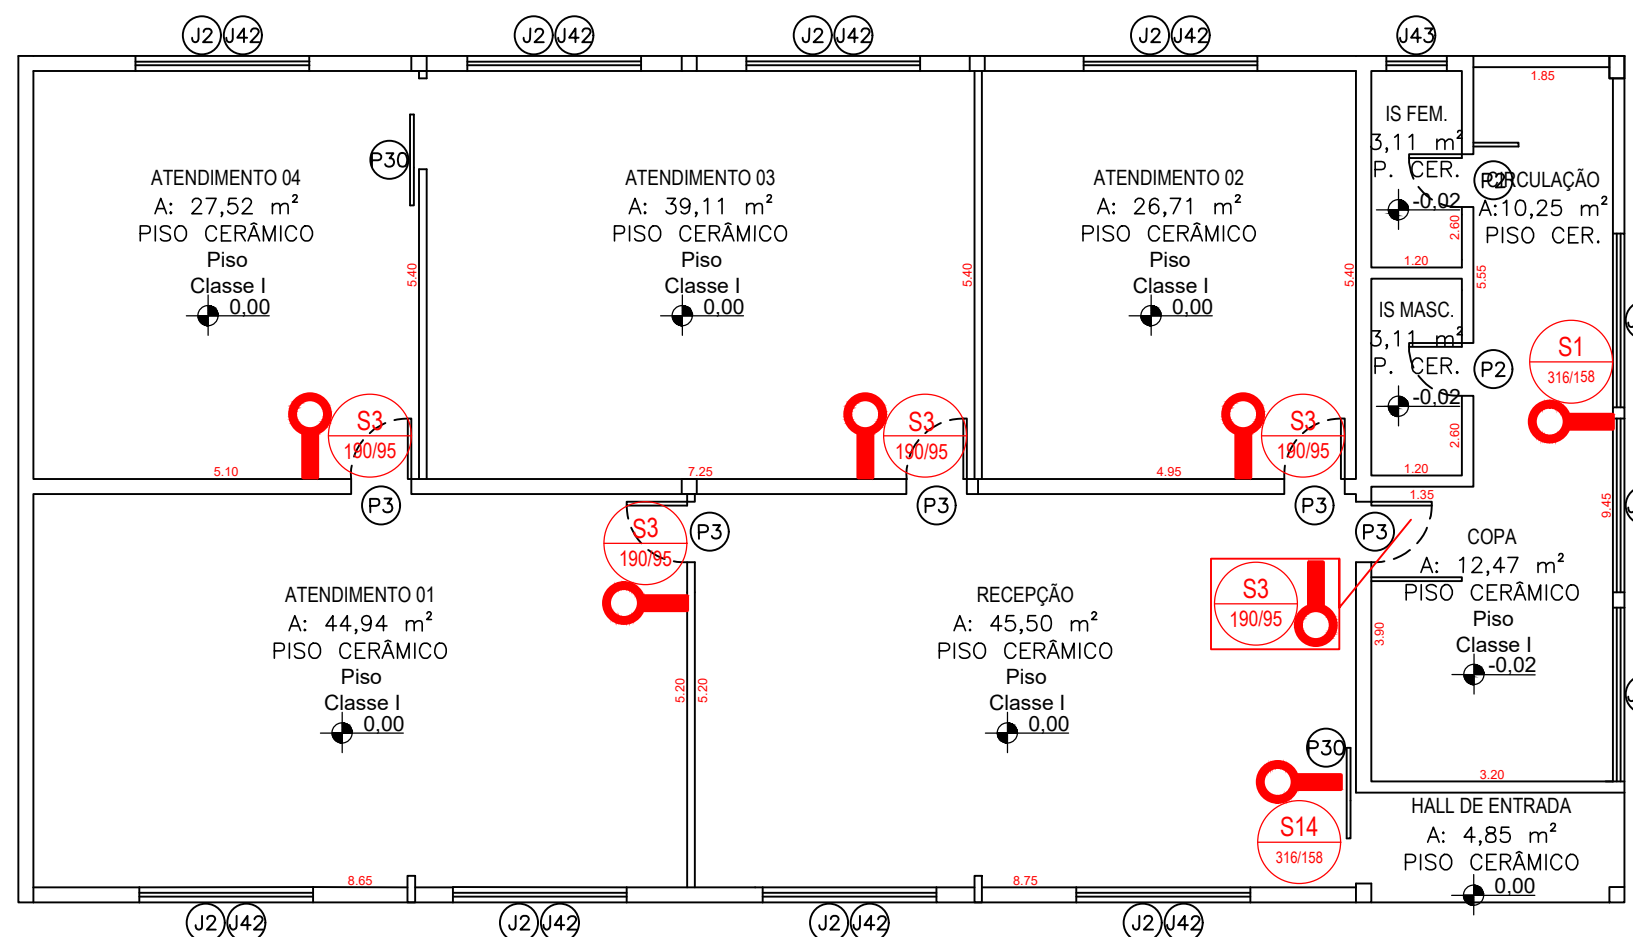 J2 J42
J2 J42
J2 J42
J2 J42
J43
1.85
ATENDIMENTO 04
A: 27,52 m²
PISO CERÂMICO
Piso
Classe I
0,00
P30
5.40
5.10
S3
190/95
P3
ATENDIMENTO 03
A: 39,11 m²
PISO CERÂMICO
Piso
Classe I
0,00
5.40
7.25
S3
190/95
P3
ATENDIMENTO 02
A: 26,71 m²
PISO CERÂMICO
Piso
Classe I
0,00
5.40
4.95
S3
190/95
P3
IS FEM.
3,11 m²
P. CER.
-0,02
2.60
1.20
P2
CIRCULAÇÃO
A:10,25 m²
PISO CER.
5.55
IS MASC.
3,11 m²
P. CER.
-0,02
2.60
1.20
P2
S1
316/158
1.35
9.45
ATENDIMENTO 01
A: 44,94 m²
PISO CERÂMICO
Piso
Classe I
0,00
S3
190/95
P3
5.20
5.20
8.65
RECEPÇÃO
A: 45,50 m²
PISO CERÂMICO
Piso
Classe I
0,00
S3
190/95
P3
P30
S14
316/158
8.75
COPA
A: 12,47 m²
PISO CERÂMICO
Piso
Classe I
-0,02
3.90
3.20
HALL DE ENTRADA
A: 4,85 m²
PISO CERÂMICO
0,00
J2 J42
J2 J42
J2 J42
J2 J42